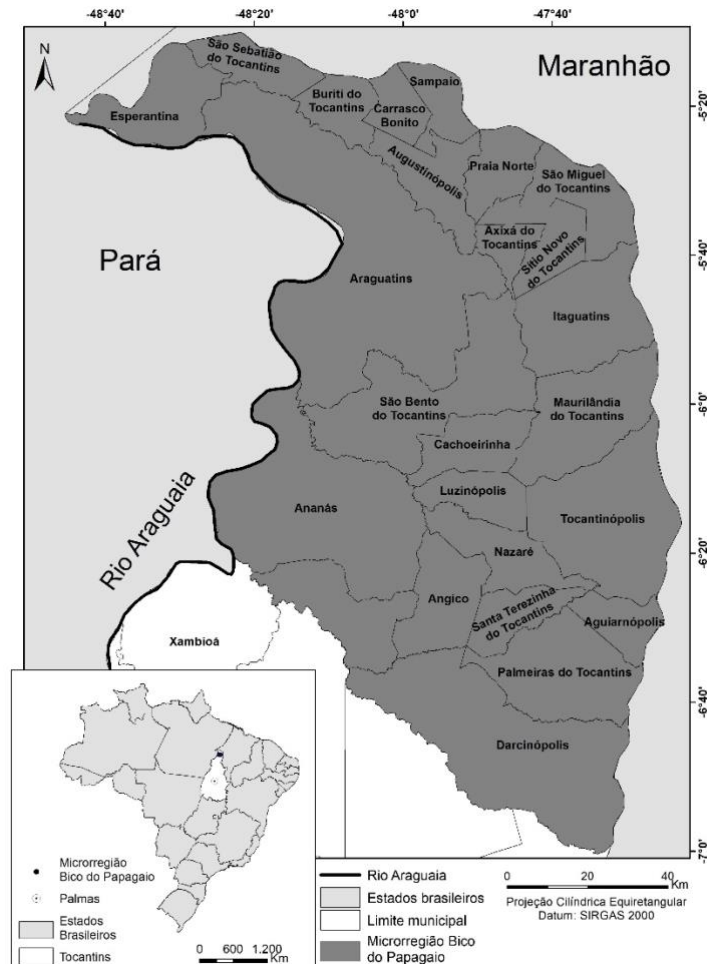 -48°40'
-48°20'
-48°0'
-47°40'
N
Maranhão
São Sebatião
do Tocantins
Sampaio
Buriti do
Tocantins
Carrasco
Bonito
Esperantina
-5°20'
Augustinópolis
Praia Norte
São Miguel
do Tocantins
Axixá do
Tocantins
Sítio Novo
do Tocantins
Pará
-5°40'
Araguatins
Itaguatins
São Bento
do Tocantins
Maurilândia
do Tocantins
-6°0'
Cachoeirinha
Luzinópolis
Ananás
Tocantinópolis
Rio Araguaia
Nazaré
-6°20'
Angico
Santa Terezinha
do Tocantins
Aguiarnópolis
Xambioá
Palmeiras do Tocantins
-6°40'
Darcinópolis
-7°0'
Microrregião
Bico do Papagaio
Palmas
Estados
Brasileiros
Tocantins
0 600 1.200
Km
Rio Araguaia
Estados brasileiros
Limite municipal
Microrregião Bico
do Papagaio
0 20 40
Km
Projeção Cilíndrica Equiretangular
Datum: SIRGAS 2000